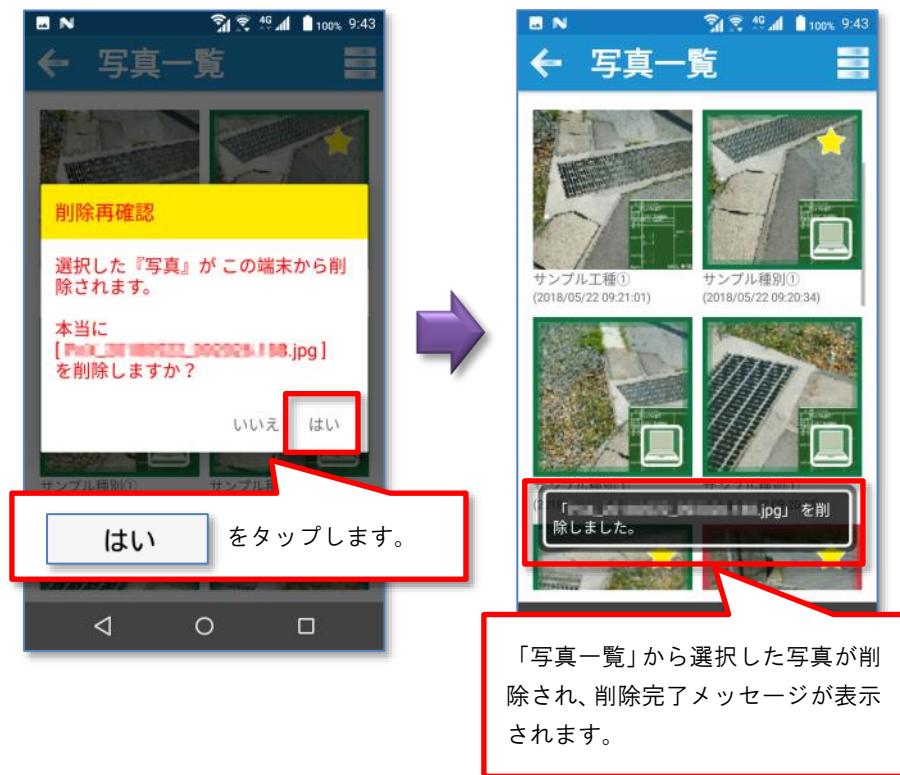 100% 9:43
写真一覧
削除再確認
選択した『写真』が この端末から削
除されます。
本当に
[ .jpg ]
を削除しますか？
いいえ はい
サンプル種別①
はい をタップします。
4G 100% 9:43
写真一覧
サンプル工種①
(2018/05/22 09:21:01)
サンプル種別①
(2018/05/22 09:20:34)
「 .jpg」 を削
除しました。
「写真一覧」から選択した写真が削
除され、削除完了メッセージが表示
されます。